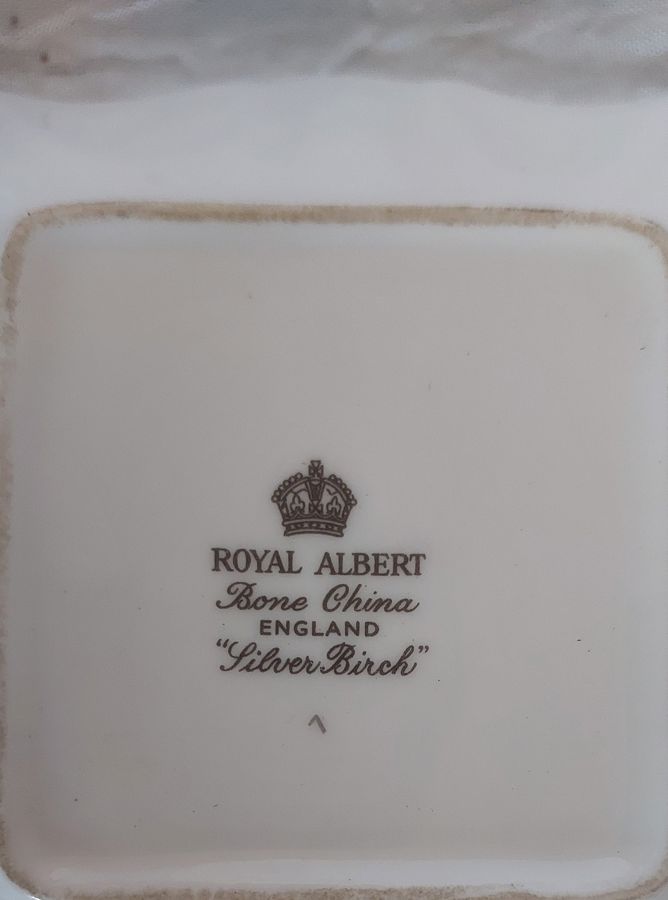 ROYAL ALBERT
Bone China
ENGLAND
“Silver Birch”